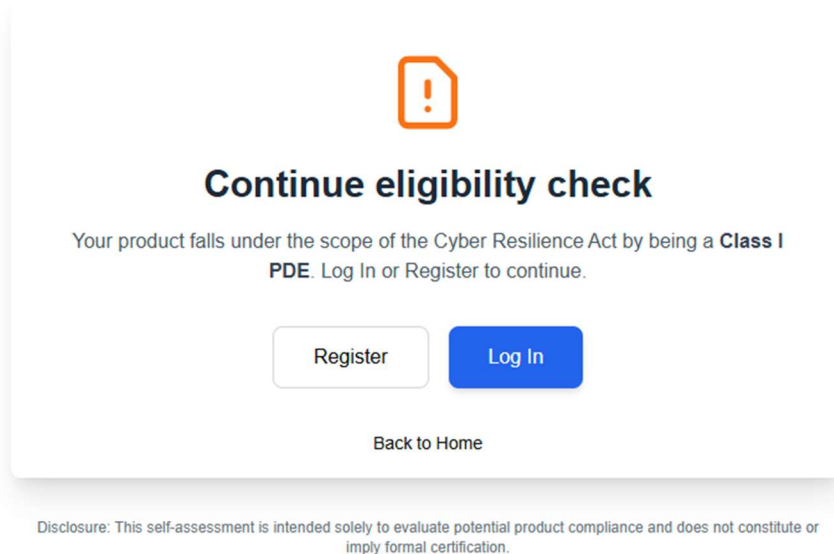 Continue eligibility check
Your product falls under the scope of the Cyber Resilience Act by being a Class I
PDE. Log In or Register to continue.
Register
Log In
Back to Home
Disclosure: This self-assessment is intended solely to evaluate potential product compliance and does not constitute or
imply formal certification.